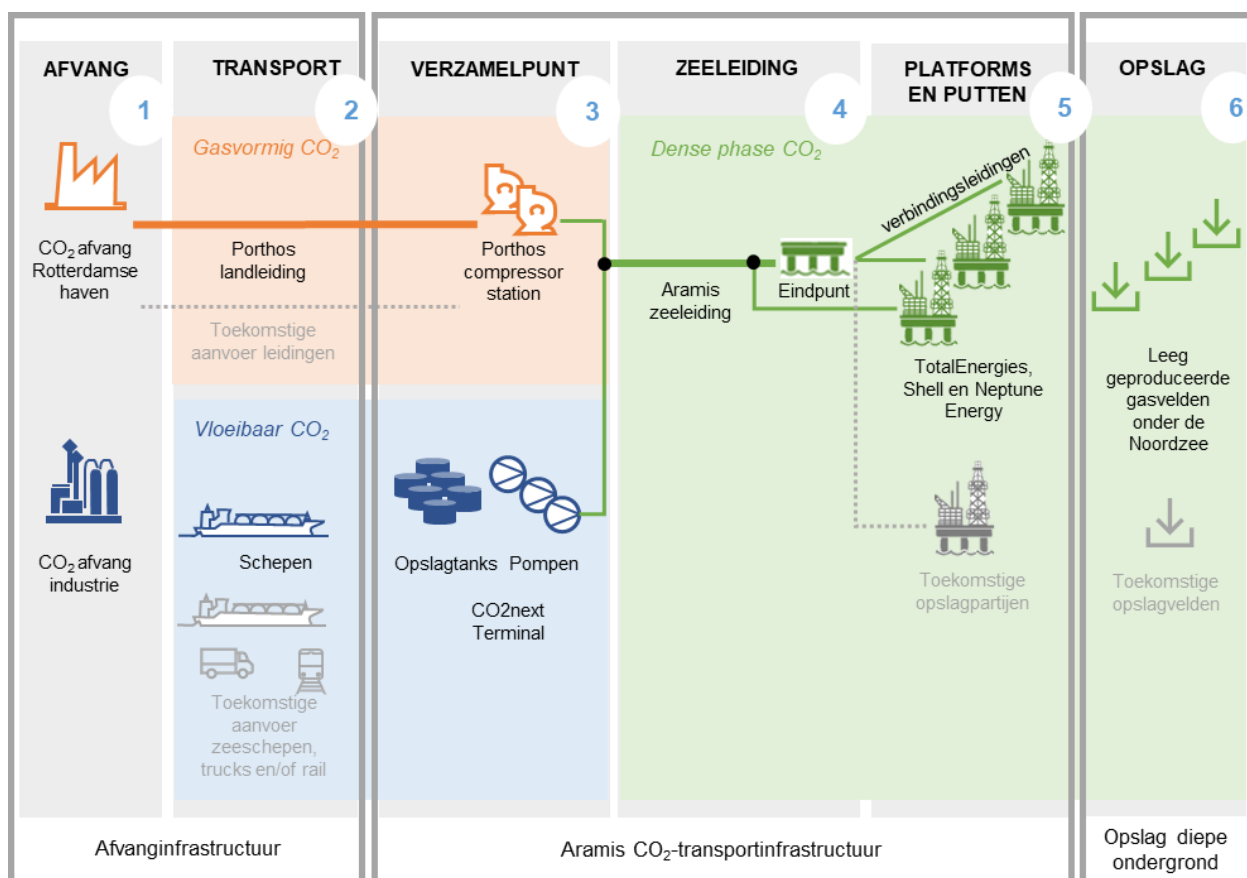 AFVANG
1
TRANSPORT
2
VERZAMELPUNT
3
ZEELEIDING
4
PLATFORMS
EN PUTTEN
5
OPSLAG
6
Gasvormig CO₂
Dense phase CO₂
verbindingsleidingen
CO₂ afvang
Rotterdamse
haven
Porthos
landleiding
C
C
Porthos
compressor
station
Aramis
zeeleiding
Eindpunt
Toekomstige
aanvoer leidingen
TotalEnergies,
Shell en Neptune
Energy
Leeg
geproduceerde
gasvelden
onder de
Noordzee
Vloeibaar CO₂
CO₂ afvang
industrie
Schepen
Opslagtanks
Pompen
CO2next
Terminal
Toekomstige
opslagpartijen
Toekomstige
opslagvelden
Toekomstige
aanvoer
zeeschepen,
trucks en/of rail
Afvanginfrastructuur
Aramis CO₂-transportinfrastructuur
Opslag diepe
ondergrond